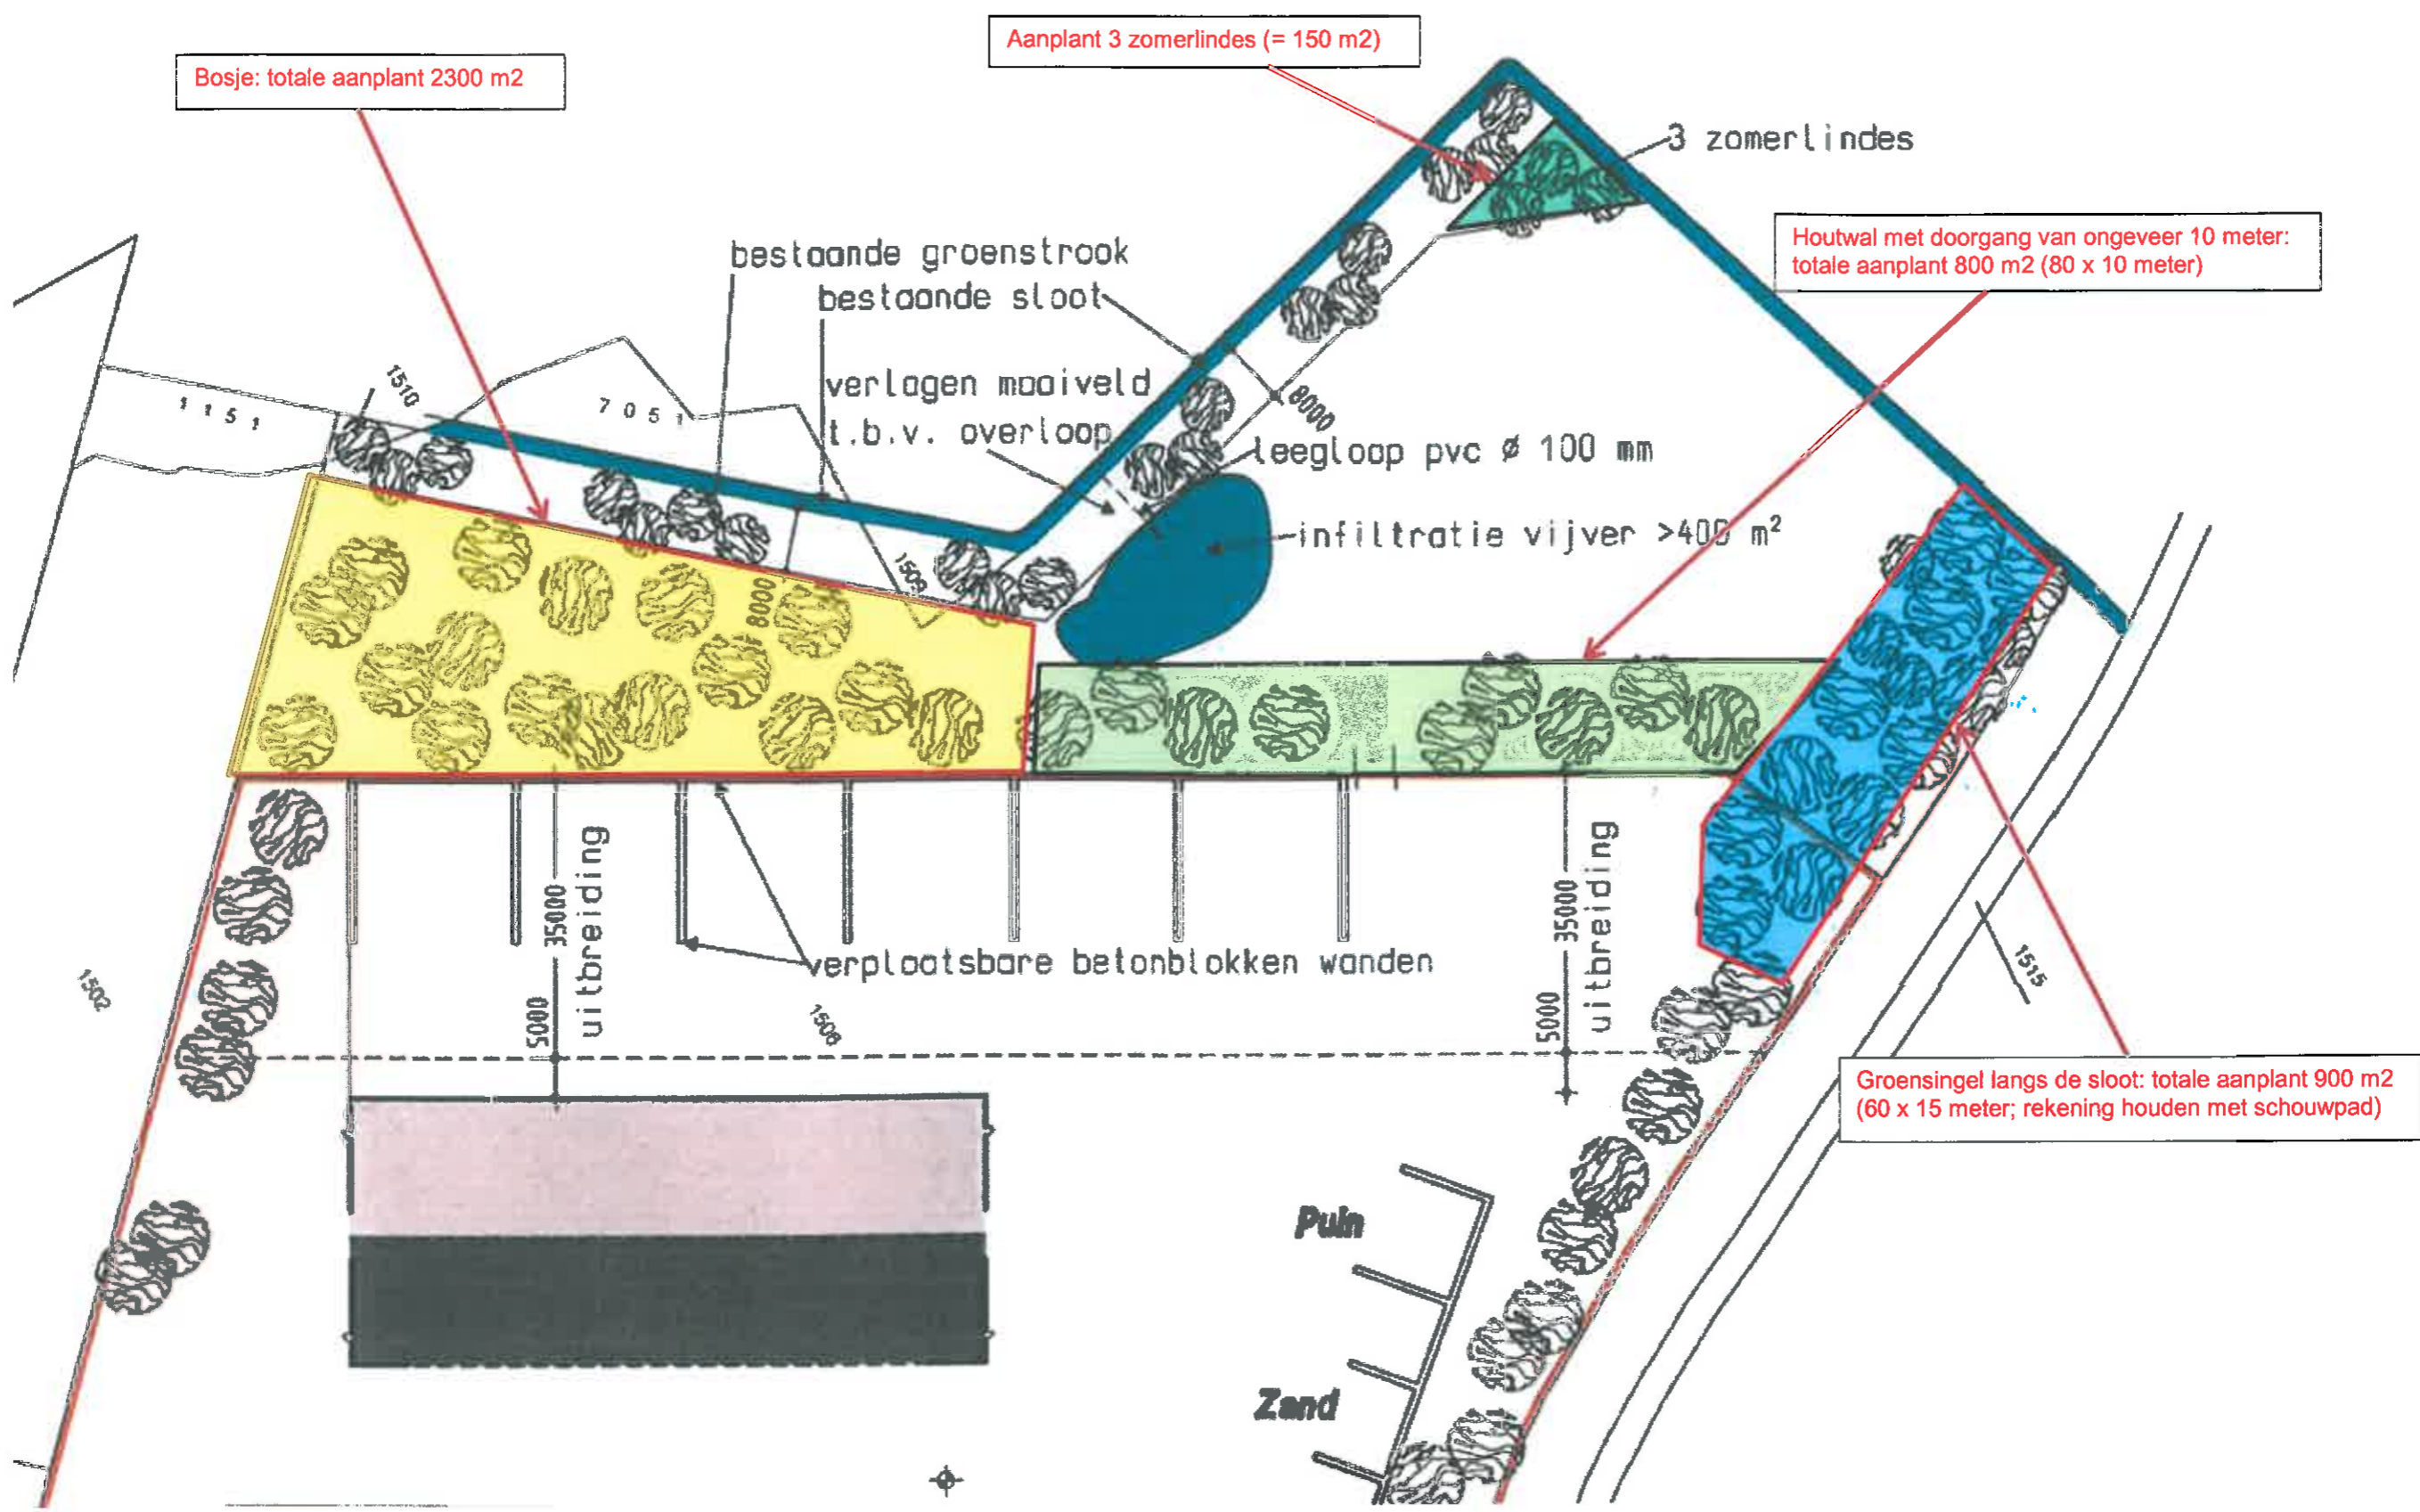 Aanplant 3 zomerlindes (= 150 m2)
Bosje: totale aanplant 2300 m2
3 zomerlindes
Houtwal met doorgang van ongeveer 10 meter:
totale aanplant 800 m2 (80 x 10 meter)
bestaande groenstrook
bestaande sloot
verlagen maaiveld
t.b.v. overloop
1510
1151
7051
8000
leegloop pvc ø 100 mm
infiltratie vijver >400 m²
1509
8000
35000
uitbreiding
5000
35000
uitbreiding
5000
verplaatsbare betonblokken wanden
1502
1508
1515
Groensingel langs de sloot: totale aanplant 900 m2
(60 x 15 meter; rekening houden met schouwpad)
Puin
Zand